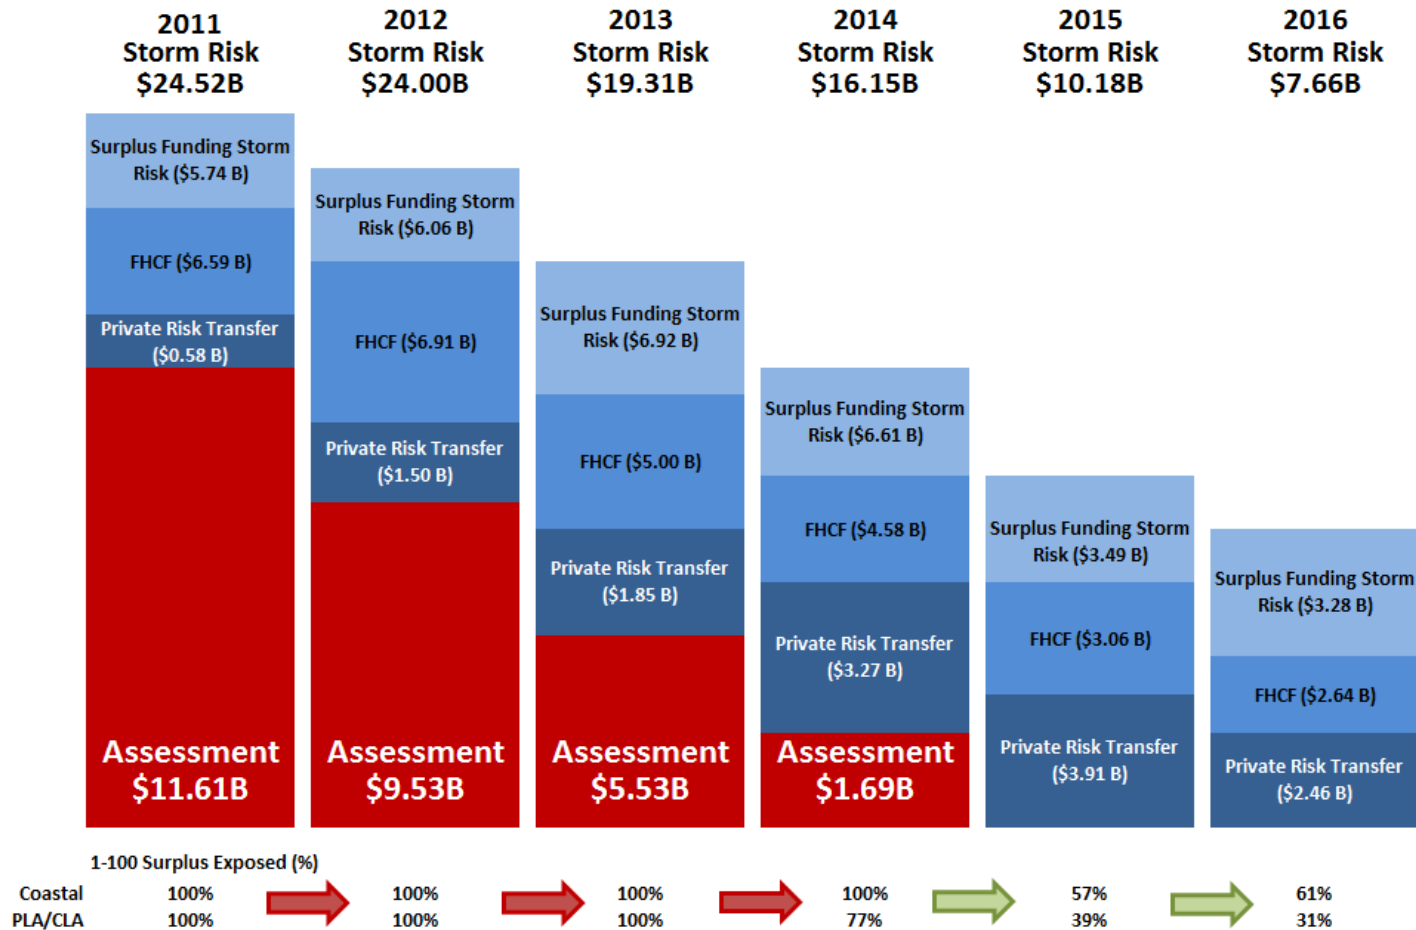 2011
Storm Risk
$24.52B
2012
Storm Risk
$24.00B
2013
Storm Risk
$19.31B
2014
Storm Risk
$16.15B
2015
Storm Risk
$10.18B
2016
Storm Risk
$7.66B
Surplus Funding Storm
Risk ($5.74 B)
FHCF ($6.59 B)
Private Risk Transfer
($0.58 B)
Assessment
$11.61B
Surplus Funding Storm
Risk ($6.06 B)
FHCF ($6.91 B)
Private Risk Transfer
($1.50 B)
Assessment
$9.53B
Surplus Funding Storm
Risk ($6.92 B)
FHCF ($5.00 B)
Private Risk Transfer
($1.85 B)
Assessment
$5.53B
Surplus Funding Storm
Risk ($6.61 B)
FHCF ($4.58 B)
Private Risk Transfer
($3.27 B)
Assessment
$1.69B
Surplus Funding Storm
Risk ($3.49 B)
FHCF ($3.06 B)
Private Risk Transfer
($3.91 B)
Surplus Funding Storm
Risk ($3.28 B)
FHCF ($2.64 B)
Private Risk Transfer
($2.46 B)
1-100 Surplus Exposed (%)
Coastal 100% 100% 100% 100% 57% 61%
PLA/CLA 100% 100% 100% 77% 39% 31%